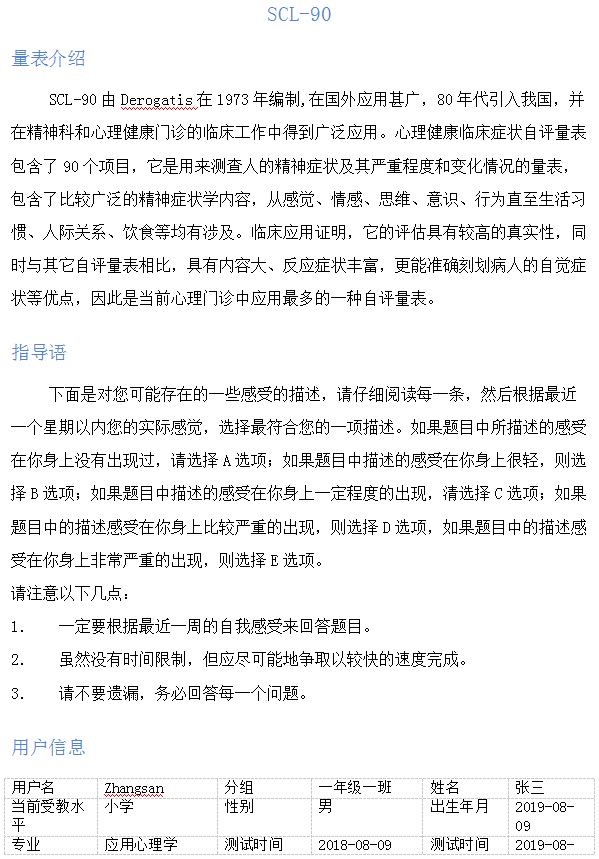 SCL-90
量表介绍
SCL-90 由 Derogatis 在 1973 年编制,在国外应用甚广，80 年代引入我国，并
在精神科和心理健康门诊的临床工作中得到广泛应用。心理健康临床症状自评量表
包含了 90 个项目，它是用来测查人的精神症状及其严重程度和变化情况的量表，
包含了比较广泛的精神症状学内容，从感觉、情感、思维、意识、行为直至生活习
惯、人际关系、饮食等均有涉及。临床应用证明，它的评估具有较高的真实性，同
时与其它自评量表相比，具有内容大、反应症状丰富，更能准确刻划病人的自觉症
状等优点，因此是当前心理门诊中应用最多的一种自评量表。
指导语
下面是对您可能存在的一些感受的描述，请仔细阅读每一条，然后根据最近
一个星期以内您的实际感觉，选择最符合您的一项描述。如果题目中所描述的感受
在你身上没有出现过，请选择 A 选项；如果题目中描述的感受在你身上很轻，则选
择 B 选项；如果题目中描述的感受在你身上一定程度的出现，清选择 C 选项；如果
题目中的描述感受在你身上比较严重的出现，则选择 D 选项，如果题目中的描述感
受在你身上非常严重的出现，则选择 E 选项。
请注意以下几点：
1. 一定要根据最近一周的自我感受来回答题目。
2. 虽然没有时间限制，但应尽可能地争取以较快的速度完成。
3. 请不要遗漏，务必回答每一个问题。
用户信息
用户名 Zhangsan 分组 一年级一班 姓名 张三
当前受教水 小学 性别 男 出生年月 2019-08-
平 09
专业 应用心理学 测试时间 2018-08-09 测试时间 2019-08-